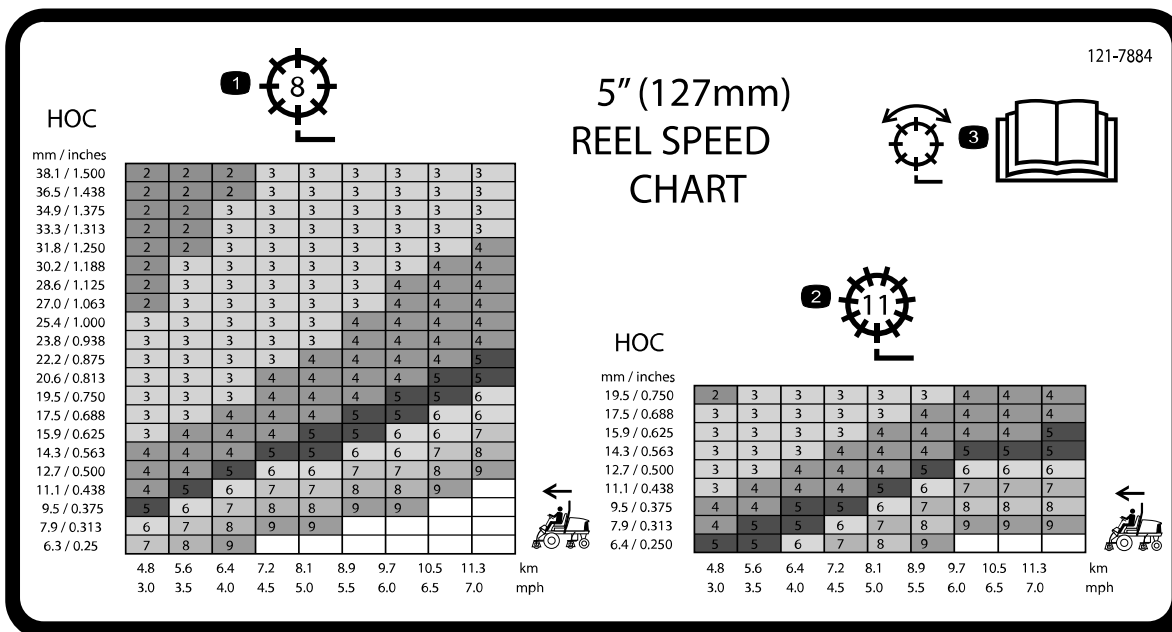 121-7884
5" (127mm)
REEL SPEED
CHART
1
8
3
HOC
mm / inches
38.1 / 1.500 2 2 2 3 3 3 3 3 3
36.5 / 1.438 2 2 2 3 3 3 3 3 3
34.9 / 1.375 2 2 3 3 3 3 3 3 3
33.3 / 1.313 2 2 3 3 3 3 3 3 3
31.8 / 1.250 2 2 3 3 3 3 3 3 4
30.2 / 1.188 2 3 3 3 3 3 3 4 4
28.6 / 1.125 2 3 3 3 3 3 4 4 4
27.0 / 1.063 2 3 3 3 3 3 4 4 4
25.4 / 1.000 3 3 3 3 3 4 4 4 4
23.8 / 0.938 3 3 3 3 3 4 4 4 4
22.2 / 0.875 3 3 3 3 4 4 4 4 5
20.6 / 0.813 3 3 3 4 4 4 4 5 5
19.5 / 0.750 3 3 3 4 4 4 5 5 6
17.5 / 0.688 3 3 4 4 4 5 5 6 6
15.9 / 0.625 3 4 4 4 5 5 6 6 7
14.3 / 0.563 4 4 4 5 5 6 6 7 8
12.7 / 0.500 4 4 5 6 6 7 7 8 9
11.1 / 0.438 4 5 6 7 7 8 8 9
9.5 / 0.375 5 6 7 8 8 9 9
7.9 / 0.313 6 7 8 9 9
6.3 / 0.25 7 8 9
4.8 5.6 6.4 7.2 8.1 8.9 9.7 10.5 11.3 km
3.0 3.5 4.0 4.5 5.0 5.5 6.0 6.5 7.0 mph
2
11
HOC
mm / inches
19.5 / 0.750 2 3 3 3 3 3 4 4 4
17.5 / 0.688 3 3 3 3 3 4 4 4 4
15.9 / 0.625 3 3 3 3 4 4 4 4 5
14.3 / 0.563 3 3 3 4 4 4 5 5 5
12.7 / 0.500 3 3 4 4 4 5 6 6 6
11.1 / 0.438 3 4 4 4 5 6 7 7 7
9.5 / 0.375 4 4 5 5 6 7 8 8 8
7.9 / 0.313 4 5 5 6 7 8 9 9 9
6.4 / 0.250 5 5 6 7 8 9
4.8 5.6 6.4 7.2 8.1 8.9 9.7 10.5 11.3 km
3.0 3.5 4.0 4.5 5.0 5.5 6.0 6.5 7.0 mph